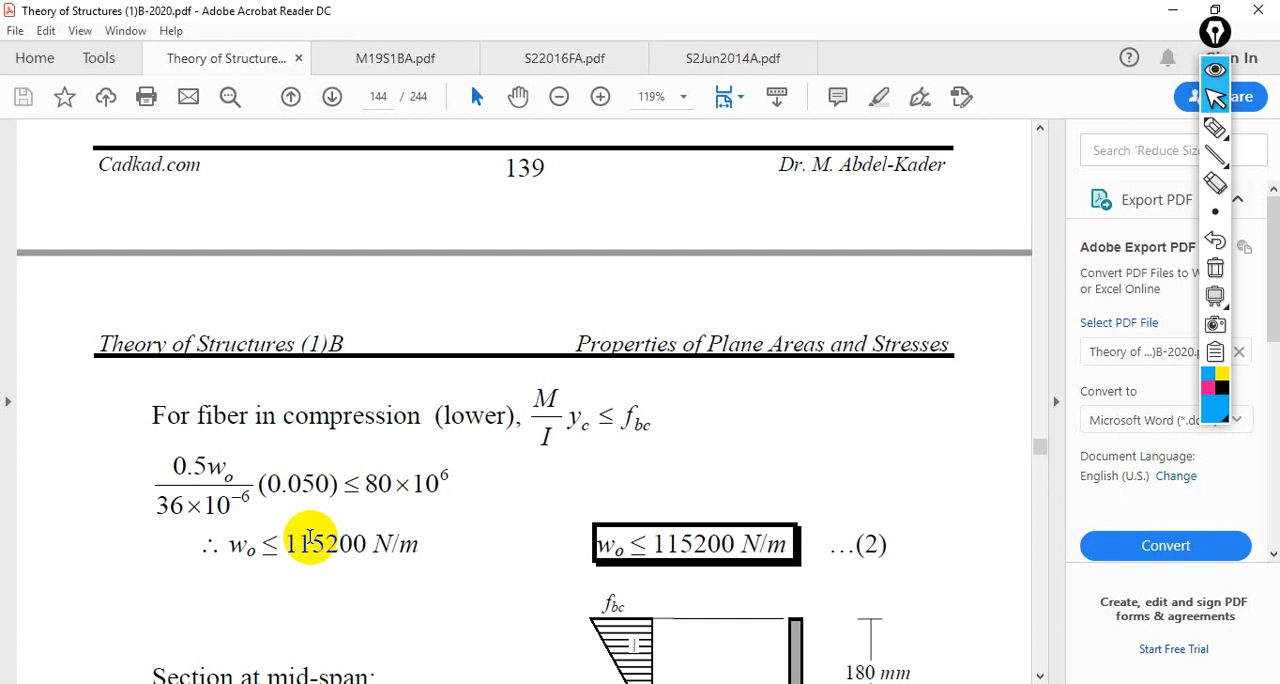 Theory of Structures (1)B-2020.pdf - Adobe Acrobat Reader DC
File Edit View Window Help
Home Tools Theory of Structure... × M19S1BA.pdf S22016FA.pdf S2Jun2014A.pdf Sign In
144 / 244 119%
Cadkad.com 139 Dr. M. Abdel-Kader
Theory of Structures (1)B Properties of Plane Areas and Stresses
For fiber in compression (lower), M/I y_c ≤ f_bc
0.5w_o / 36×10⁻⁶ (0.050) ≤ 80×10⁶
∴ w_o ≤ 115200 N/m w_o ≤ 115200 N/m …(2)
f_bc
180 mm
Section at mid-span:
Search 'Reduce Siz
Export PDF
Adobe Export PDF
Convert PDF Files to W
or Excel Online
Select PDF File
Theory of ...)B-2020.p
Convert to
Microsoft Word (*.dc
Document Language:
English (U.S.) Change
Convert
Create, edit and sign PDF
forms & agreements
Start Free Trial